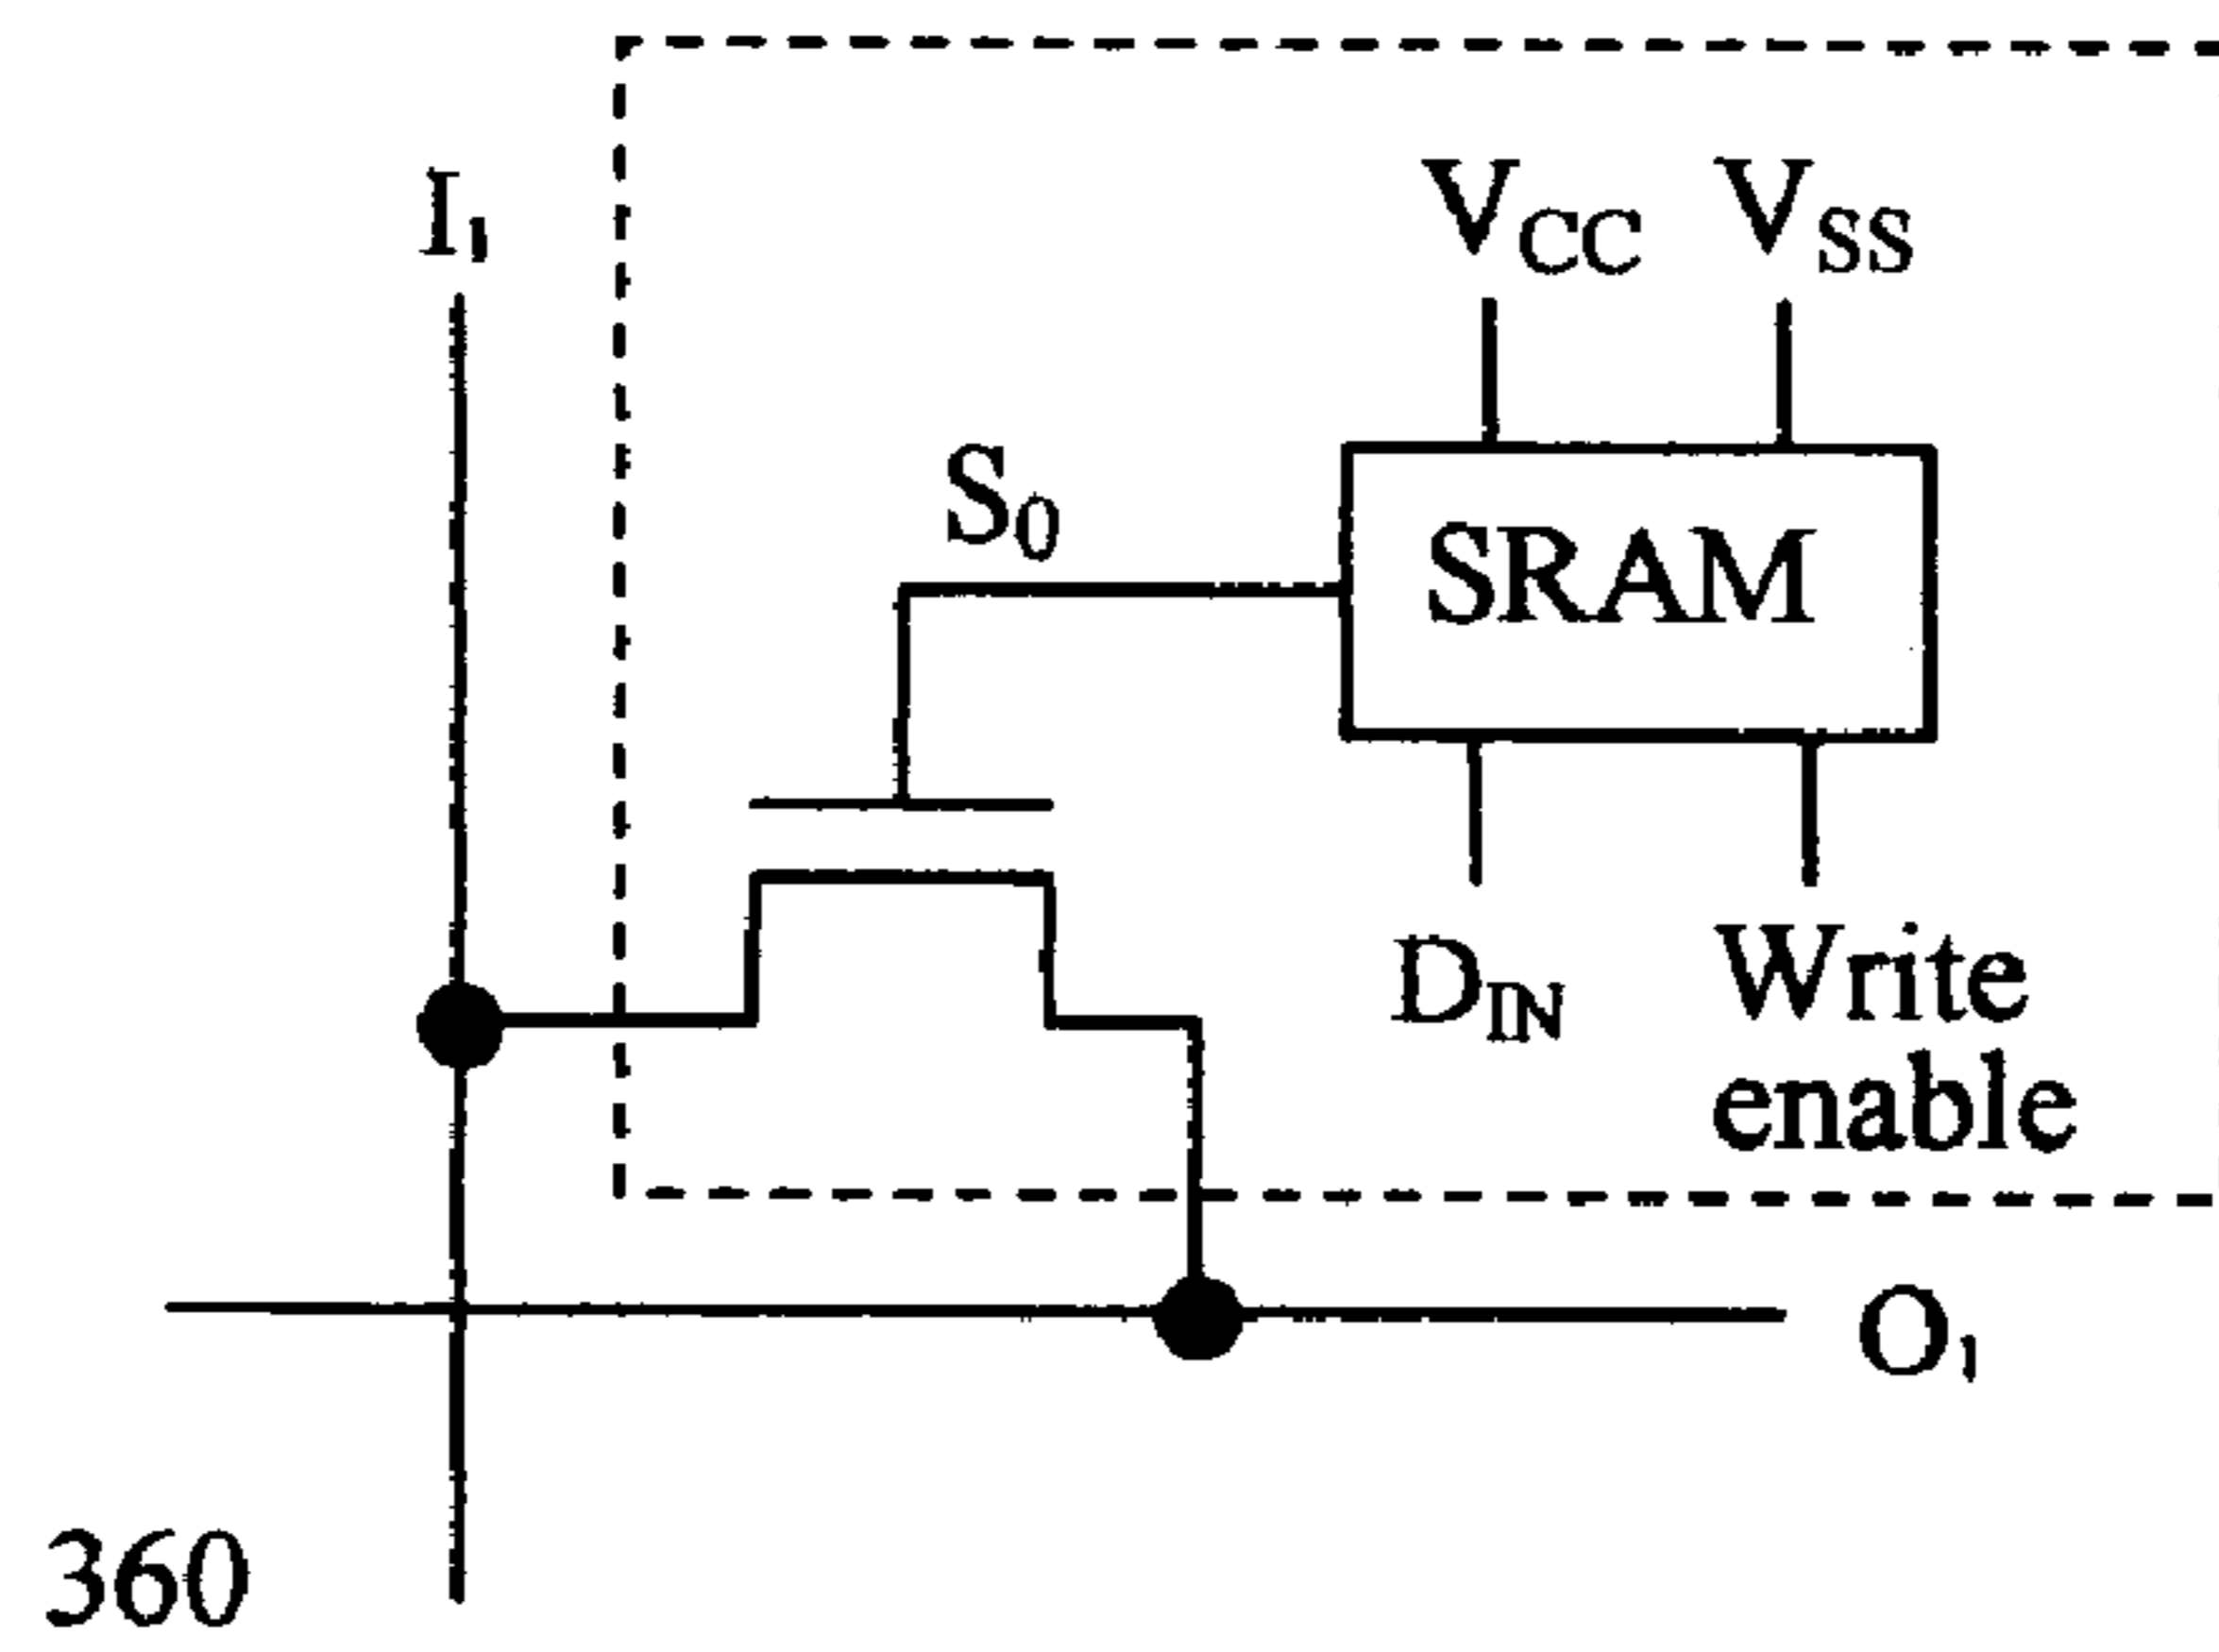 I1
VCC VSS
S0
SRAM
DIN
Write
enable
O1
360